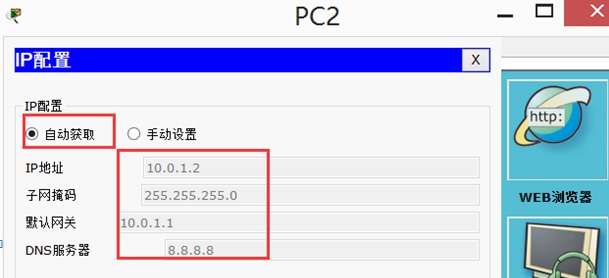 PC2
IP配置 X
IP配置
自动获取 手动设置
IP地址 10.0.1.2
子网掩码 255.255.255.0
默认网关 10.0.1.1
DNS服务器 8.8.8.8
http:
WEB浏览器